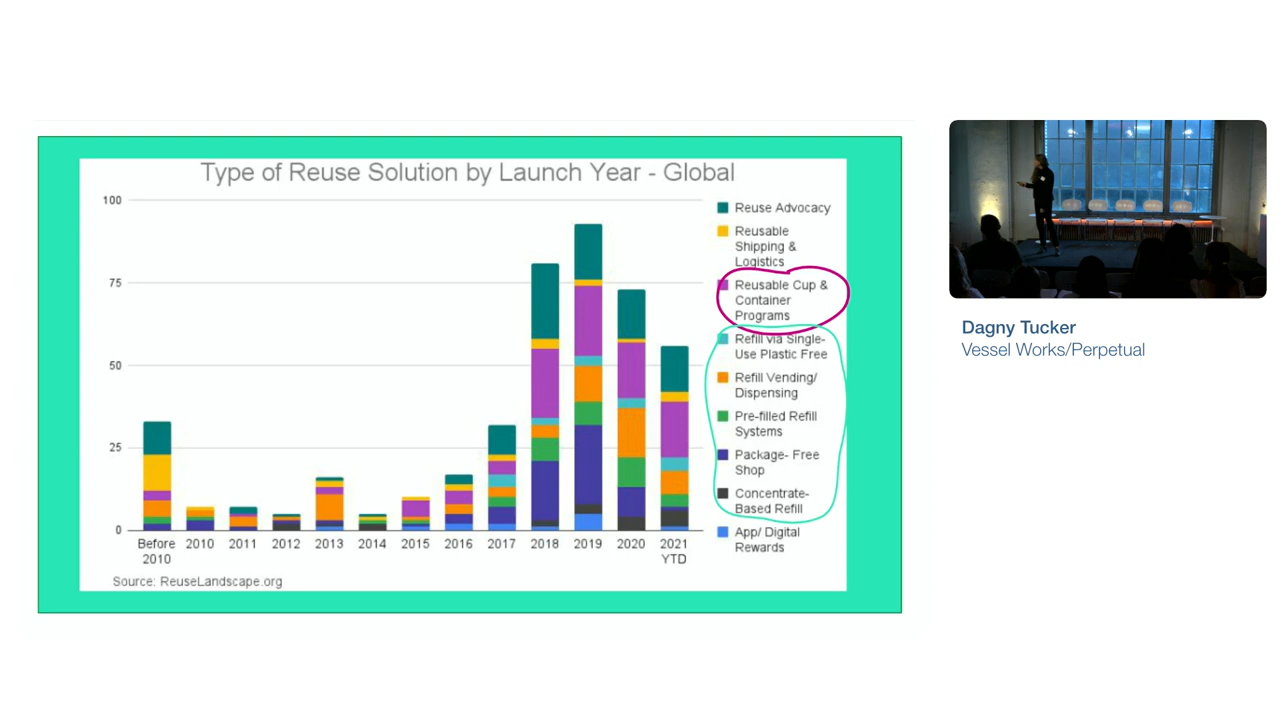 Type of Reuse Solution by Launch Year - Global
100
75
50
25
0
Before
2010
2010
2011
2012
2013
2014
2015
2016
2017
2018
2019
2020
2021
YTD
Reuse Advocacy
Reusable
Shipping &
Logistics
Reusable Cup &
Container
Programs
Refill via Single-
Use Plastic Free
Refill Vending/
Dispensing
Pre-filled Refill
Systems
Package- Free
Shop
Concentrate-
Based Refill
App/ Digital
Rewards
Source: ReuseLandscape.org
Dagny Tucker
Vessel Works/Perpetual